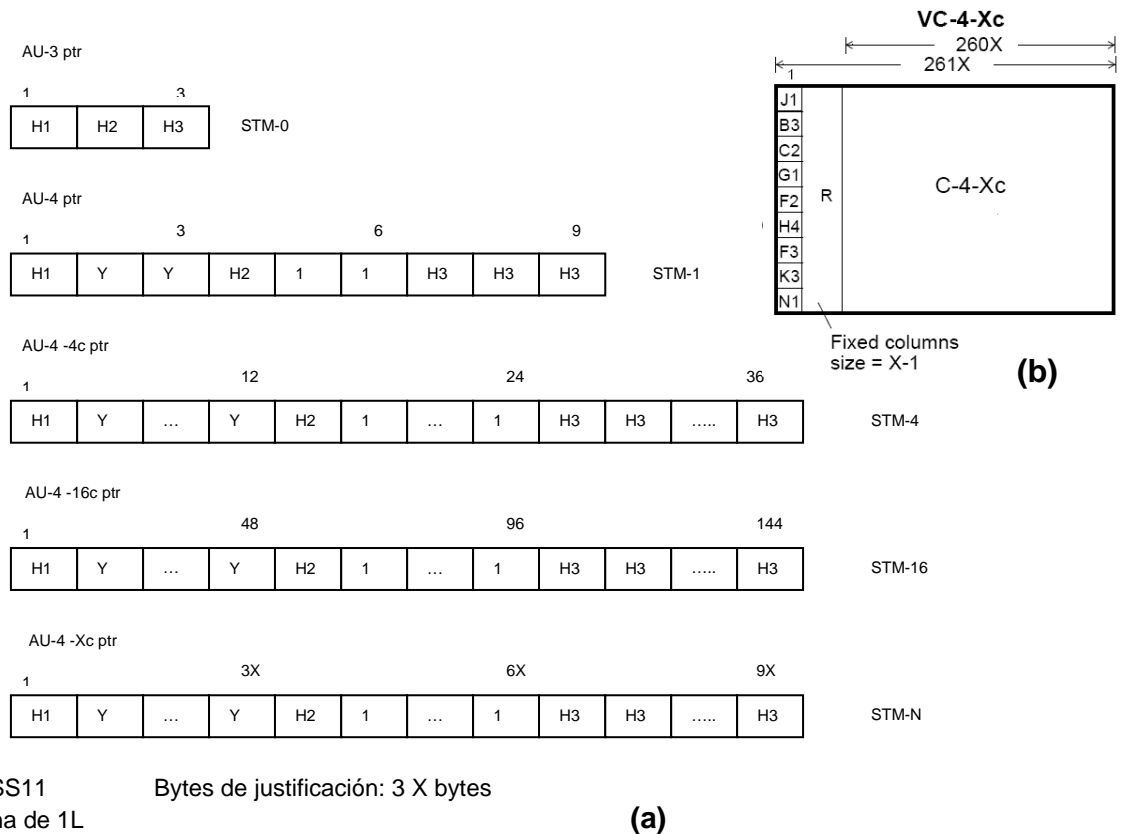 AU-3 ptr
1 3
H1 H2 H3 STM-0
AU-4 ptr
1 3 6 9
H1 Y Y H2 1 1 H3 H3 H3 STM-1
AU-4 -4c ptr
1 12 24 36
H1 Y … Y H2 1 … 1 H3 H3 ..... H3 STM-4
AU-4 -16c ptr
1 48 96 144
H1 Y … Y H2 1 … 1 H3 H3 ..... H3 STM-16
AU-4 -Xc ptr
1 3X 6X 9X
H1 Y … Y H2 1 … 1 H3 H3 ..... H3 STM-N
SS11 Bytes de justificación: 3 X bytes
na de 1L
(a)
VC-4-Xc
260X
261X
1
J1
B3
C2
G1
F2
H4
F3
K3
N1
R
C-4-Xc
Fixed columns
size = X-1
(b)